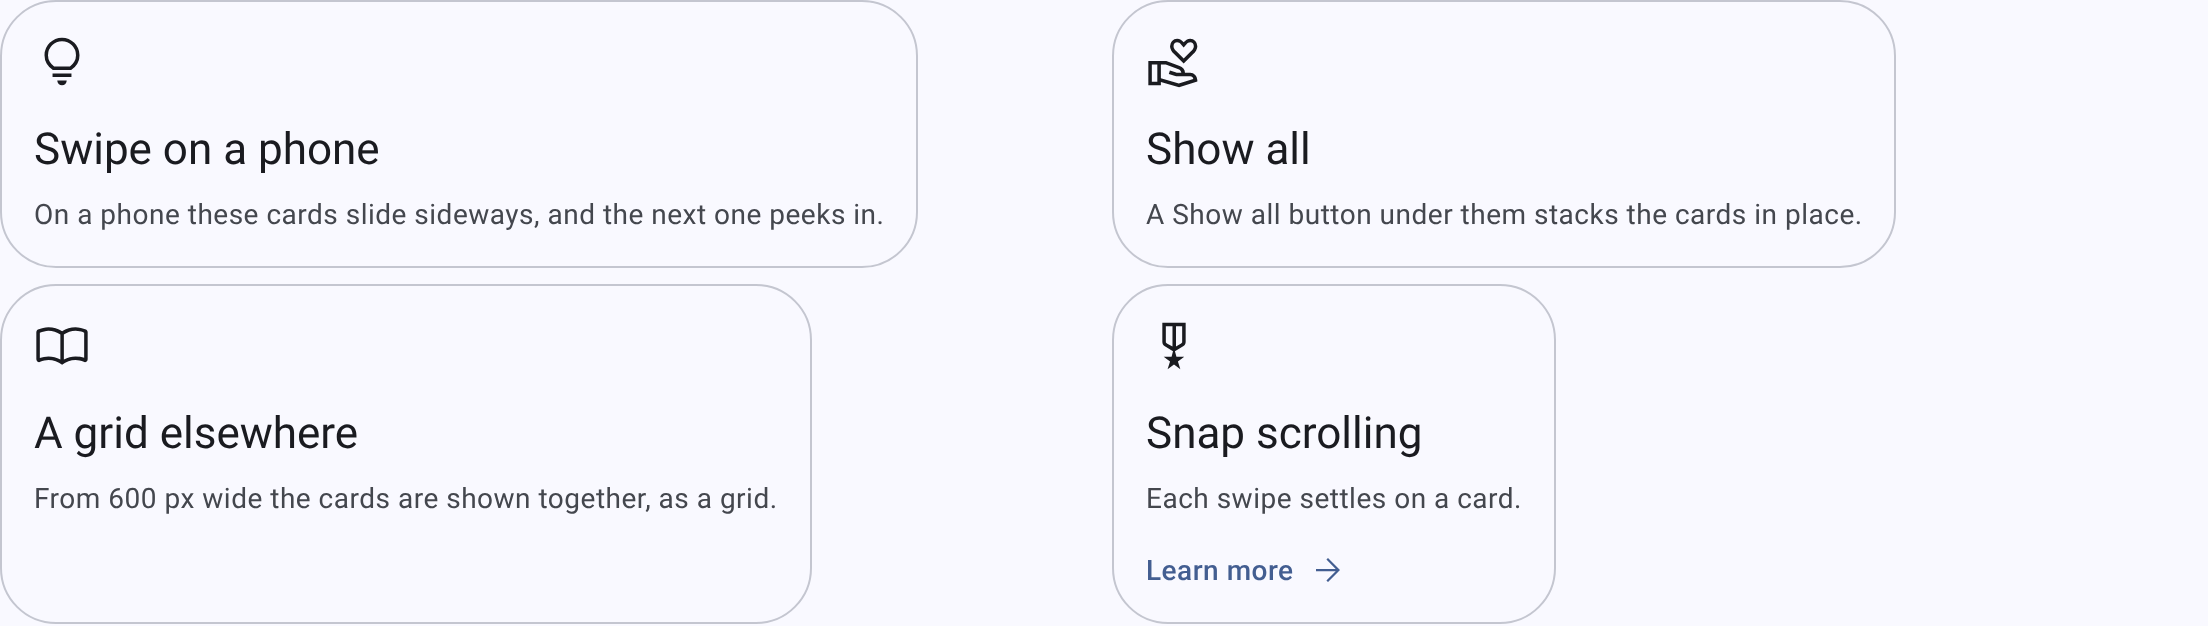 Swipe on a phone
On a phone these cards slide sideways, and the next one peeks in.
Show all
A Show all button under them stacks the cards in place.
A grid elsewhere
From 600 px wide the cards are shown together, as a grid.
Snap scrolling
Each swipe settles on a card.
Learn more